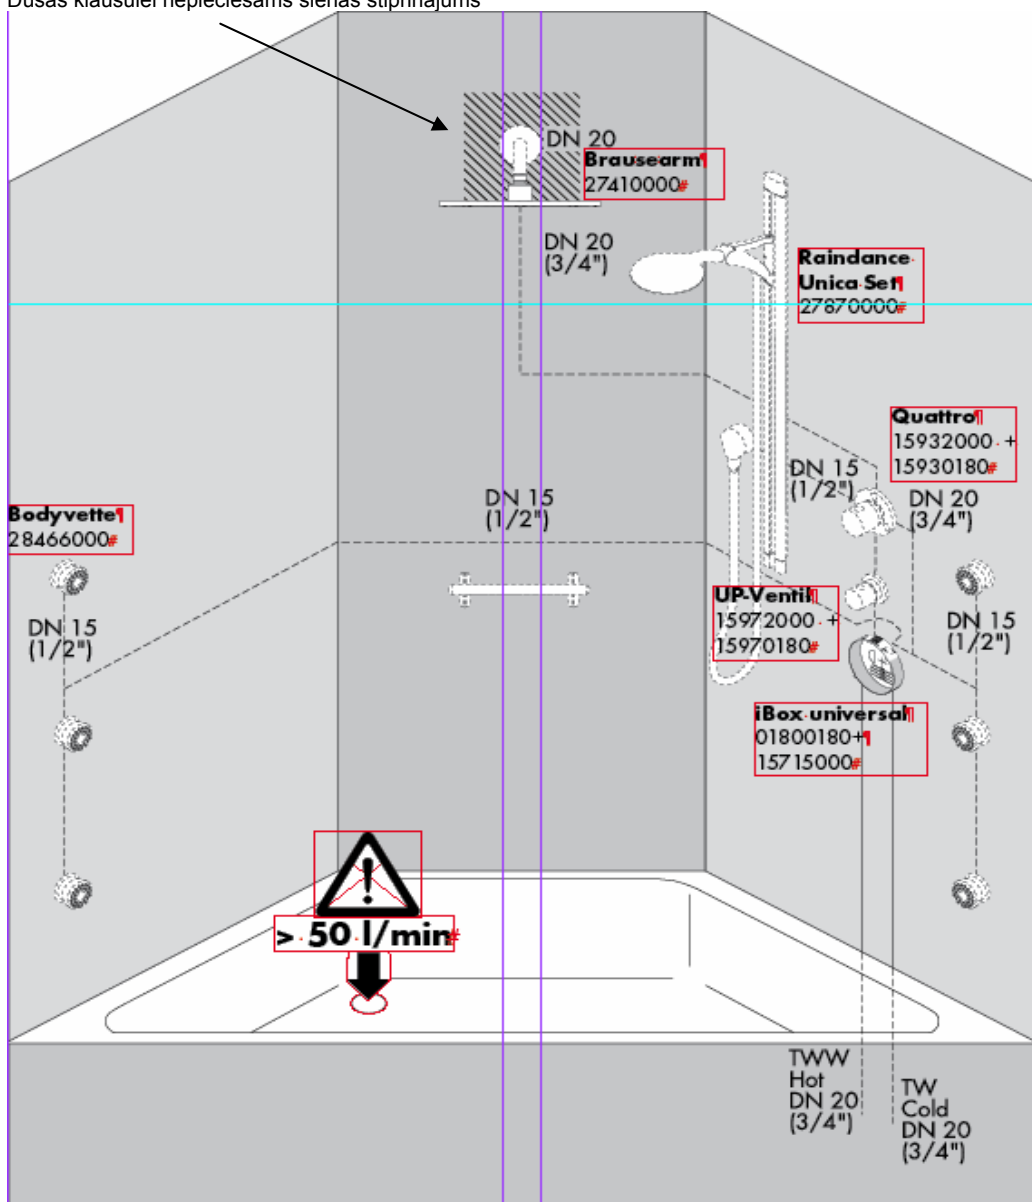 Dušas klausulei nepieciešams sienas stiprinājums
DN 20
Brausearm¶
27410000#
DN 20
(3/4")
Raindance·
Unica·Set¶
27870000#
Quattro¶
15932000·+
15930180#
DN 15
(1/2")
DN 20
(3/4")
DN 15
(1/2")
Bodyvette¶
28466000#
DN 15
(1/2")
UP-Ventil¶
15972000·+
15970180#
DN 15
(1/2")
iBox·universal¶
01800180+¶
15715000#
>·50·l/min#
TWW
Hot
DN 20
(3/4")
TW
Cold
DN 20
(3/4")